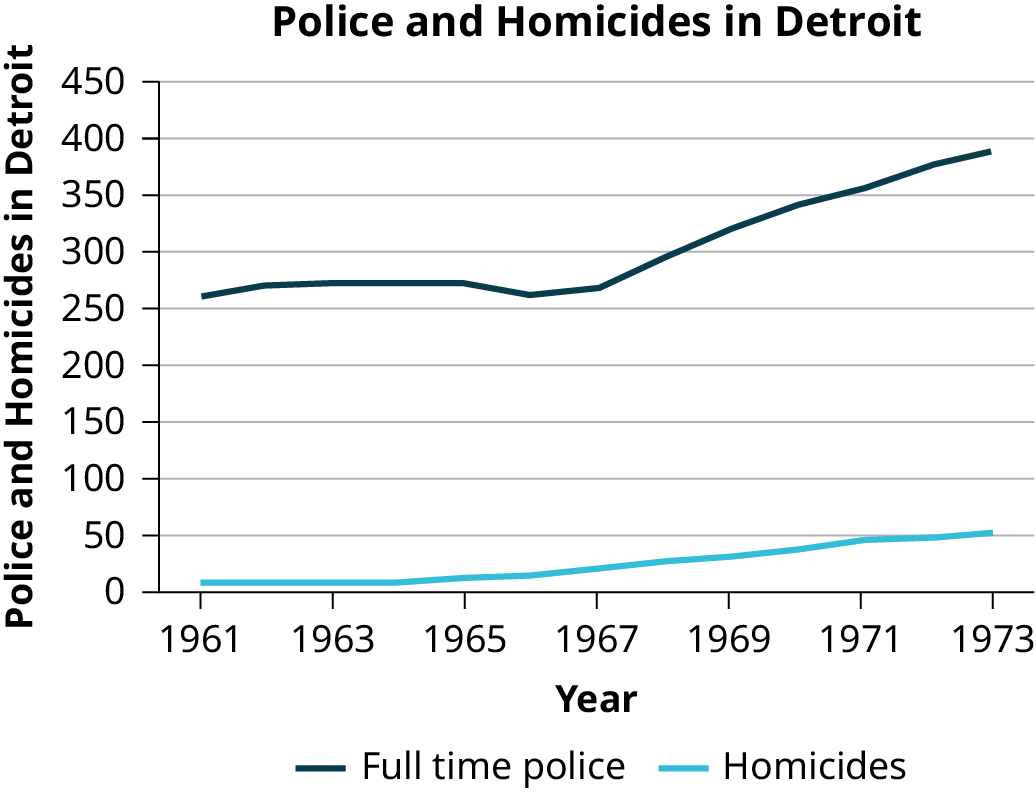 Police and Homicides in Detroit
Police and Homicides in Detroit
450
400
350
300
250
200
150
100
50
0
1961 1963 1965 1967 1969 1971 1973
Year
Full time police Homicides